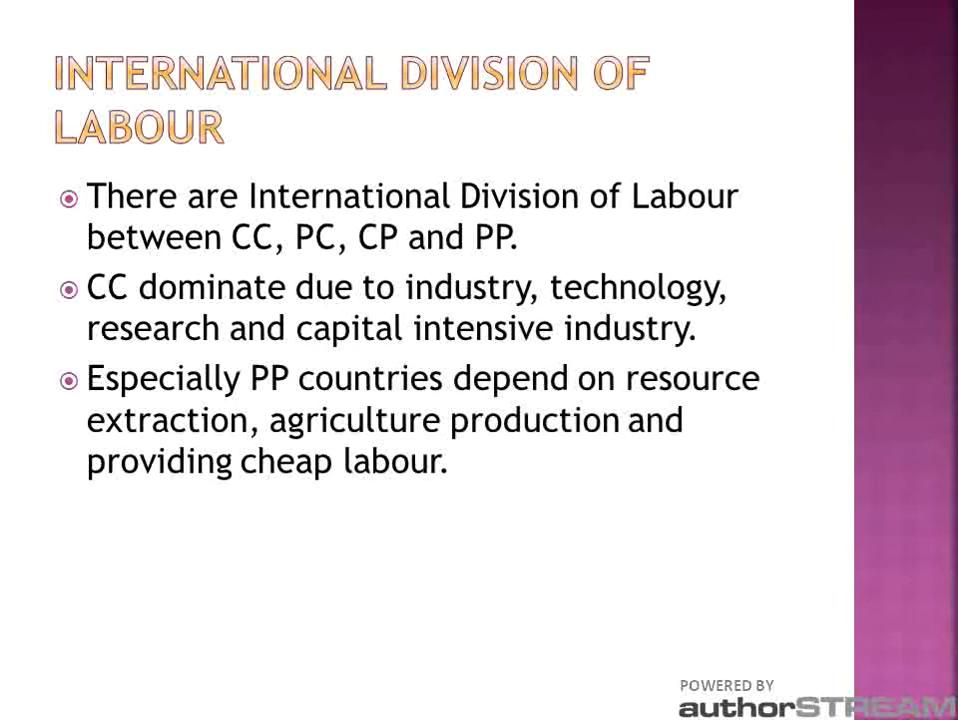 INTERNATIONAL DIVISION OF
LABOUR
There are International Division of Labour
between CC, PC, CP and PP.
CC dominate due to industry, technology,
research and capital intensive industry.
Especially PP countries depend on resource
extraction, agriculture production and
providing cheap labour.
POWERED BY
authorSTREAM